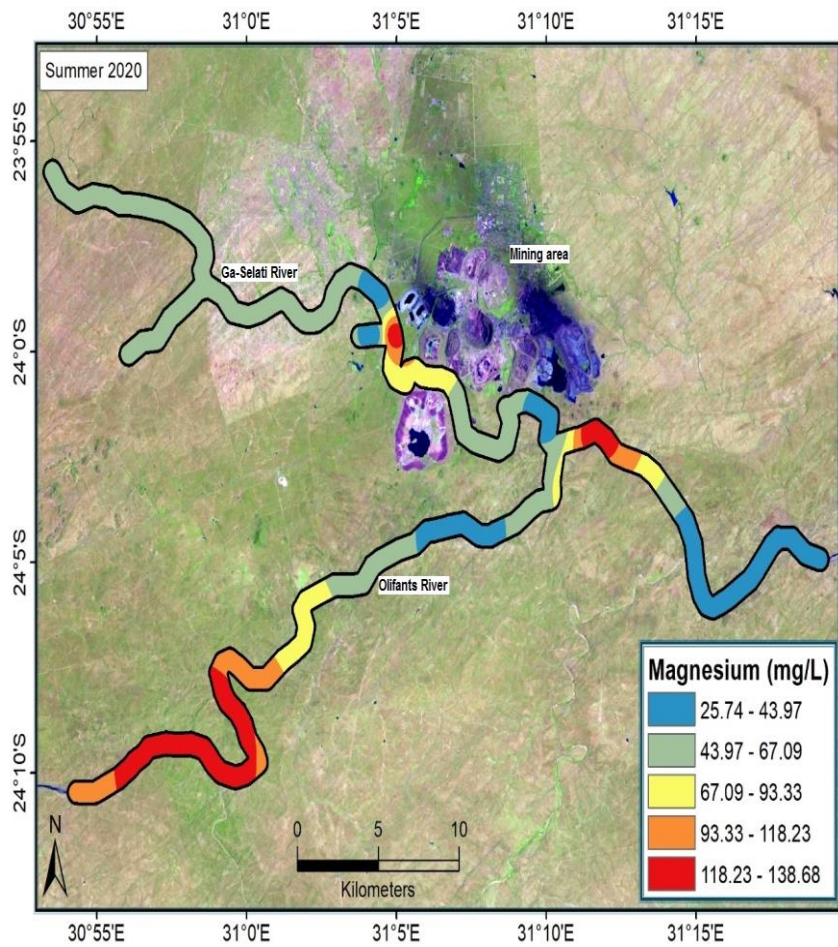 30°55'E 31°0'E 31°5'E 31°10'E 31°15'E
Summer 2020
23°55'S
Mining area
Ga-Selati River
24°0'S
24°5'S
Olifants River
Magnesium (mg/L)
25.74 - 43.97
43.97 - 67.09
67.09 - 93.33
93.33 - 118.23
118.23 - 138.68
24°10'S
N
0 5 10
Kilometers
30°55'E 31°0'E 31°5'E 31°10'E 31°15'E